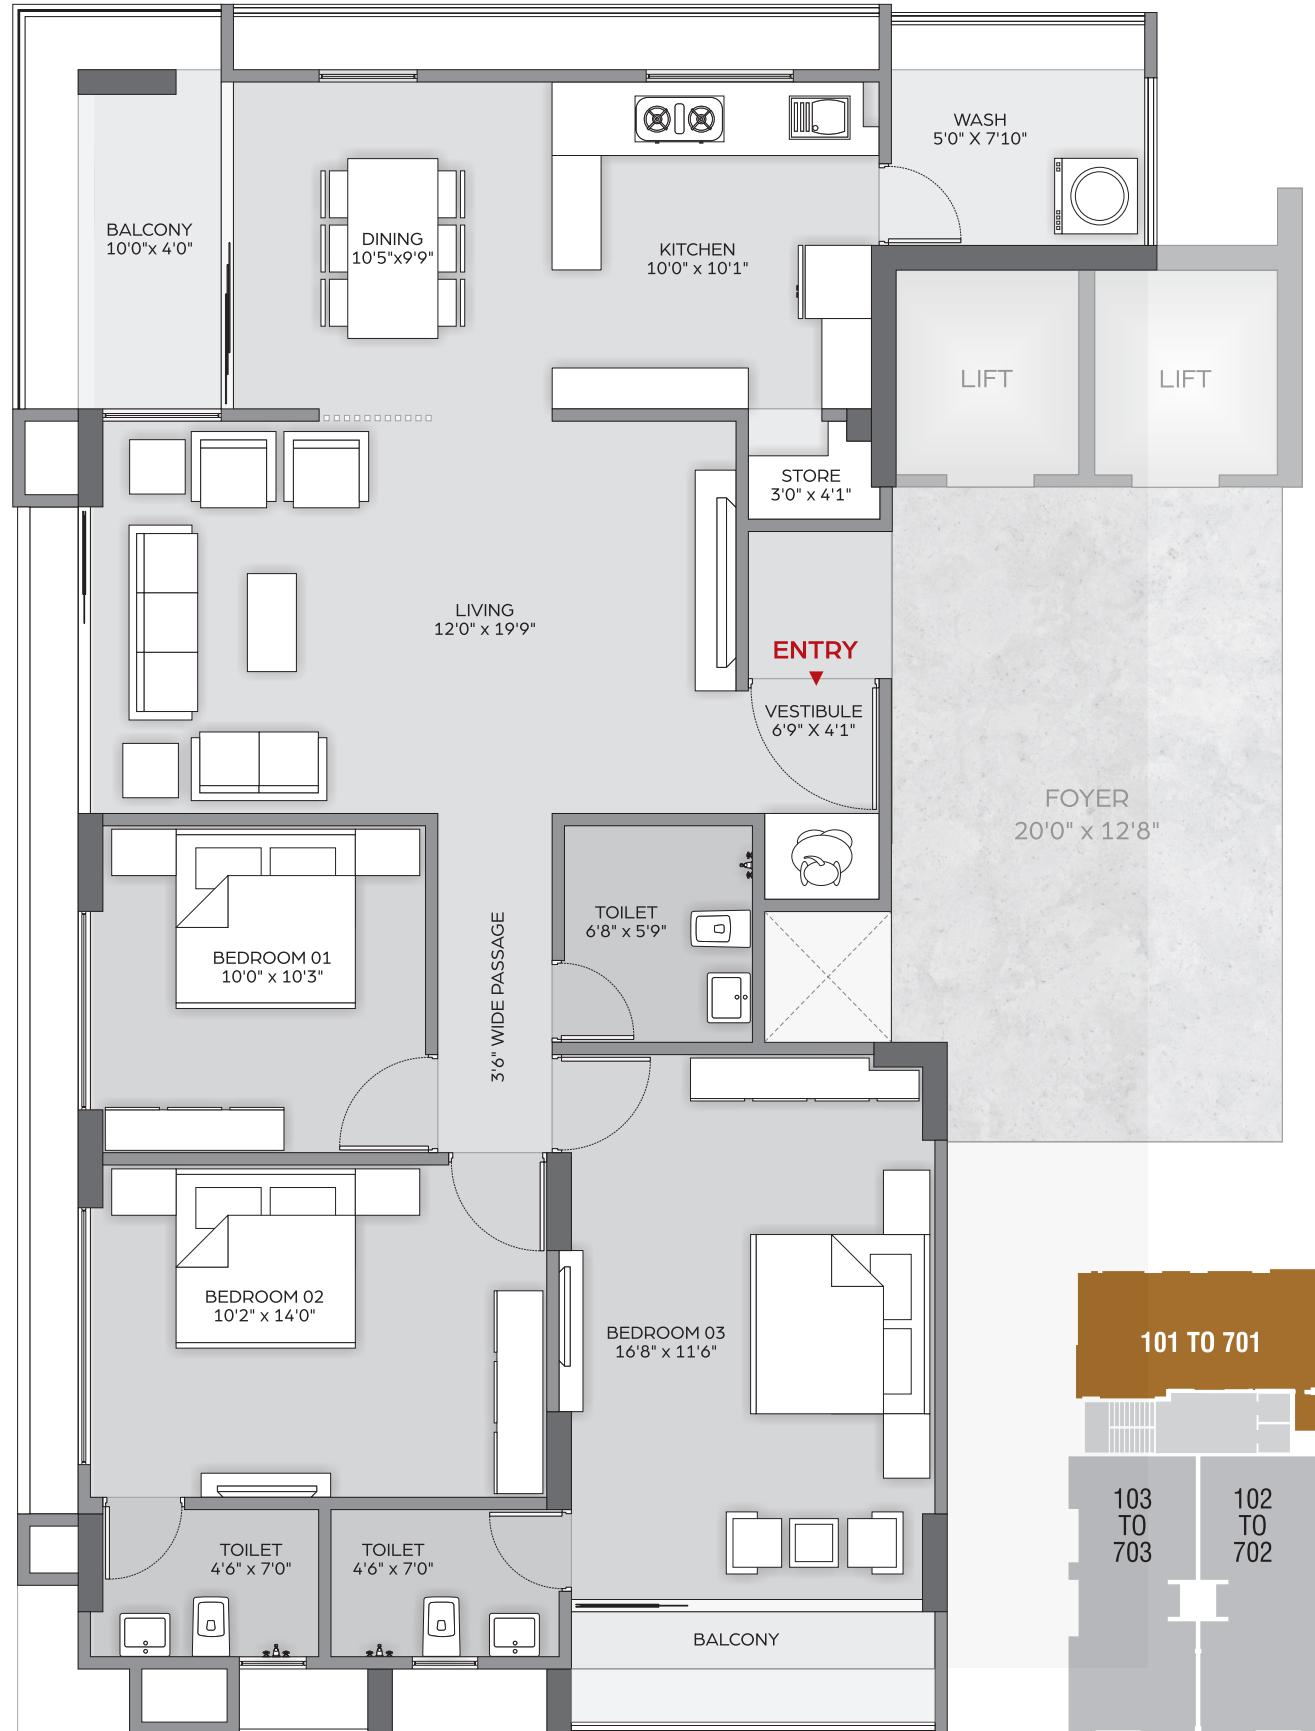 WASH
5'0" X 7'10"
BALCONY
10'0"x 4'0"
DINING
10'5"x9'9"
KITCHEN
10'0" x 10'1"
LIFT
LIFT
STORE
3'0" x 4'1"
LIVING
12'0" x 19'9"
ENTRY
VESTIBULE
6'9" X 4'1"
FOYER
20'0" x 12'8"
TOILET
6'8" x 5'9"
BEDROOM 01
10'0" x 10'3"
3'6" WIDE PASSAGE
BEDROOM 02
10'2" x 14'0"
BEDROOM 03
16'8" x 11'6"
101 TO 701
103
TO
703
102
TO
702
TOILET
4'6" x 7'0"
TOILET
4'6" x 7'0"
BALCONY